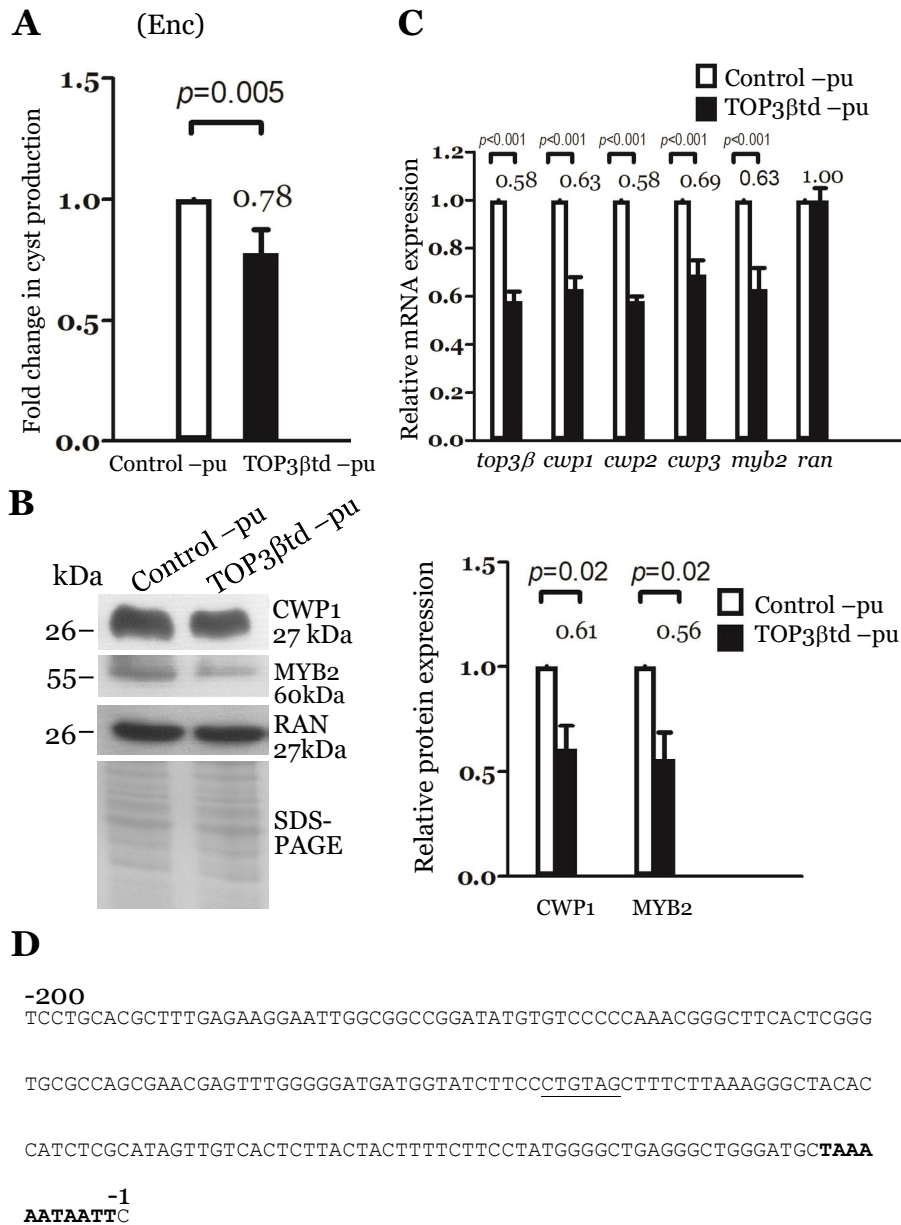 A
(Enc)
Fold change in cyst production
1.5
1.0
0.5
0.0
p=0.005
0.78
Control –pu
TOP3βtd –pu
C
Control –pu
TOP3βtd –pu
Relative mRNA expression
1.2
1.0
0.8
0.6
0.4
0.2
0.0
p<0.001 p<0.001 p<0.001 p<0.001 p<0.001
0.58 0.63 0.58 0.69 0.63 1.00
top3β cwp1 cwp2 cwp3 myb2 ran
B
kDa
Control –pu
TOP3βtd –pu
26
CWP1
27 kDa
55
MYB2
60kDa
26
RAN
27kDa
SDS-
PAGE
Relative protein expression
1.5
1.0
0.5
0.0
p=0.02 p=0.02
0.61 0.56
Control –pu
TOP3βtd –pu
CWP1 MYB2
D
-200
TCCTGCACGCTTTGAGAAGGAATTGGCGGCCGGATATGTGTCCCCCAAACGGGCTTCACTCGGG
TGCGCCAGCGAACGAGTTTGGGGGATGATGGTATCTTCCCTGTAGCTTTCTTAAAGGGCTACAC
CATCTCGCATAGTTGTCACTCTTACTACTTTTCTTCCTATGGGGCTGAGGGCTGGGATGCTAAA
-1
AATAATTC